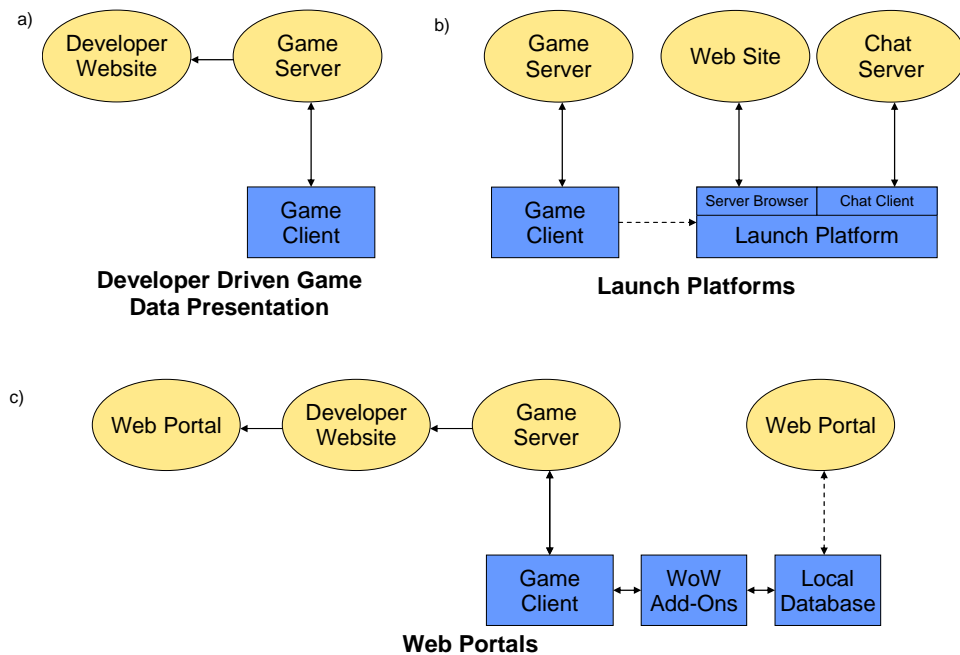 a)
Developer
Website
Game
Server
Game
Client
Developer Driven Game
Data Presentation
b)
Game
Server
Web Site
Chat
Server
Game
Client
Server Browser
Chat Client
Launch Platform
Launch Platforms
c)
Web Portal
Developer
Website
Game
Server
Web Portal
Game
Client
WoW
Add-Ons
Local
Database
Web Portals